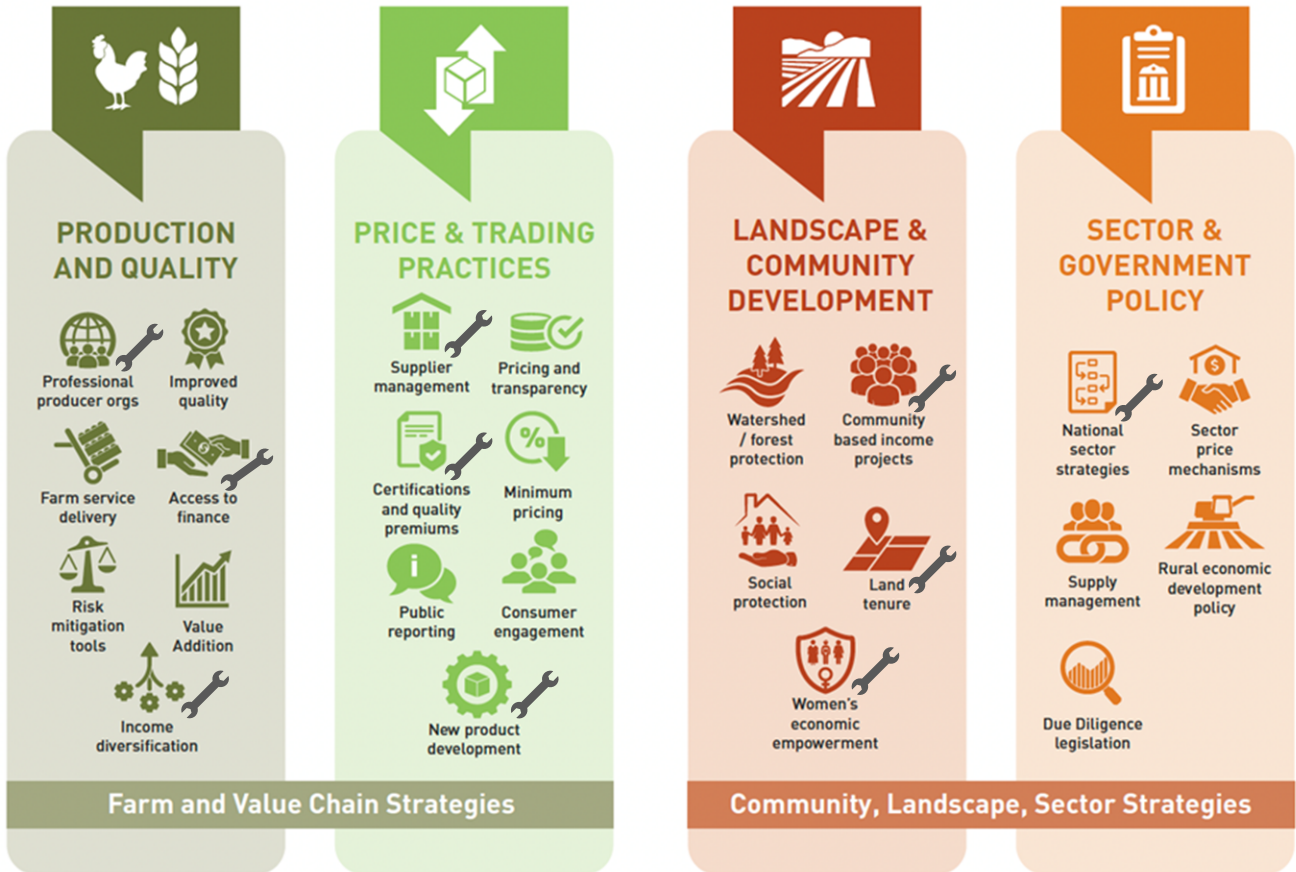 PRODUCTION
AND QUALITY
Professional
producer orgs
Improved
quality
Farm service
delivery
Access to
finance
Risk
mitigation
tools
Value
Addition
Income
diversification
PRICE & TRADING
PRACTICES
Supplier
management
Pricing and
transparency
Certifications
and quality
premiums
%
Minimum
pricing
i
Public
reporting
Consumer
engagement
New product
development
Farm and Value Chain Strategies
LANDSCAPE &
COMMUNITY
DEVELOPMENT
Watershed
/ forest
protection
Community
based income
projects
Social
protection
Land
tenure
Women's
economic
empowerment
SECTOR &
GOVERNMENT
POLICY
National
sector
strategies
$
Sector
price
mechanisms
Supply
management
Rural economic
development
policy
Due Diligence
legislation
Community, Landscape, Sector Strategies